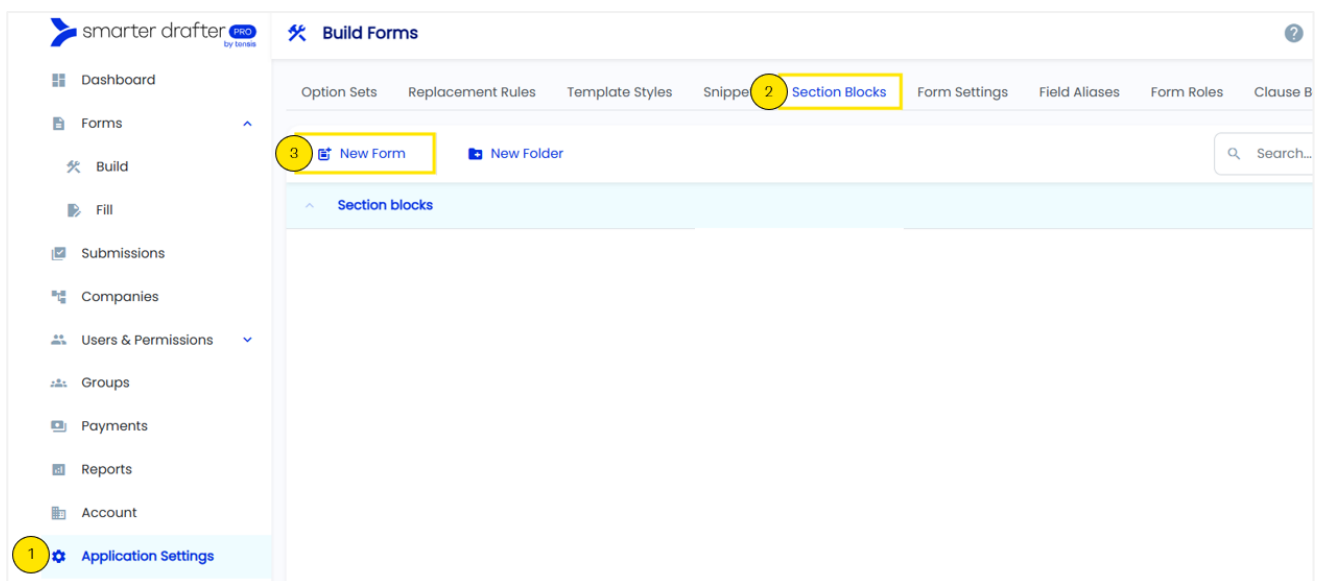 smarter drafter PRO
by tensis
Build Forms
?
Dashboard
Forms
Build
Fill
Submissions
Companies
Users & Permissions
Groups
Payments
Reports
Account
1 Application Settings
Option Sets Replacement Rules Template Styles Snippe 2 Section Blocks Form Settings Field Aliases Form Roles Clause B
3 New Form New Folder Search...
Section blocks